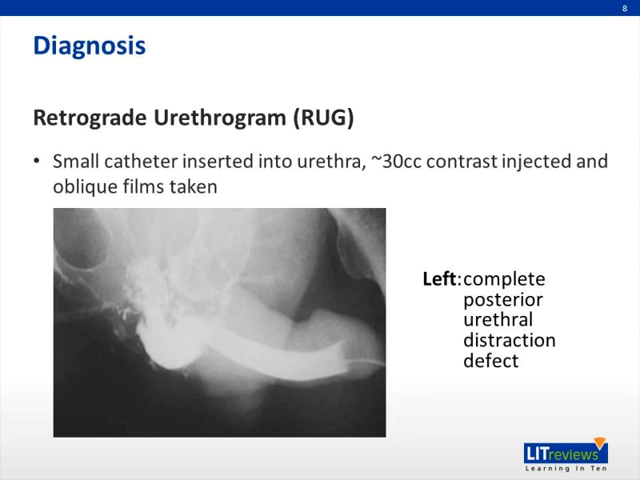 8
Diagnosis
Retrograde Urethrogram (RUG)
• Small catheter inserted into urethra, ~30cc contrast injected and
oblique films taken
Left:complete
posterior
urethral
distraction
defect
LITreviews
Learning In Ten